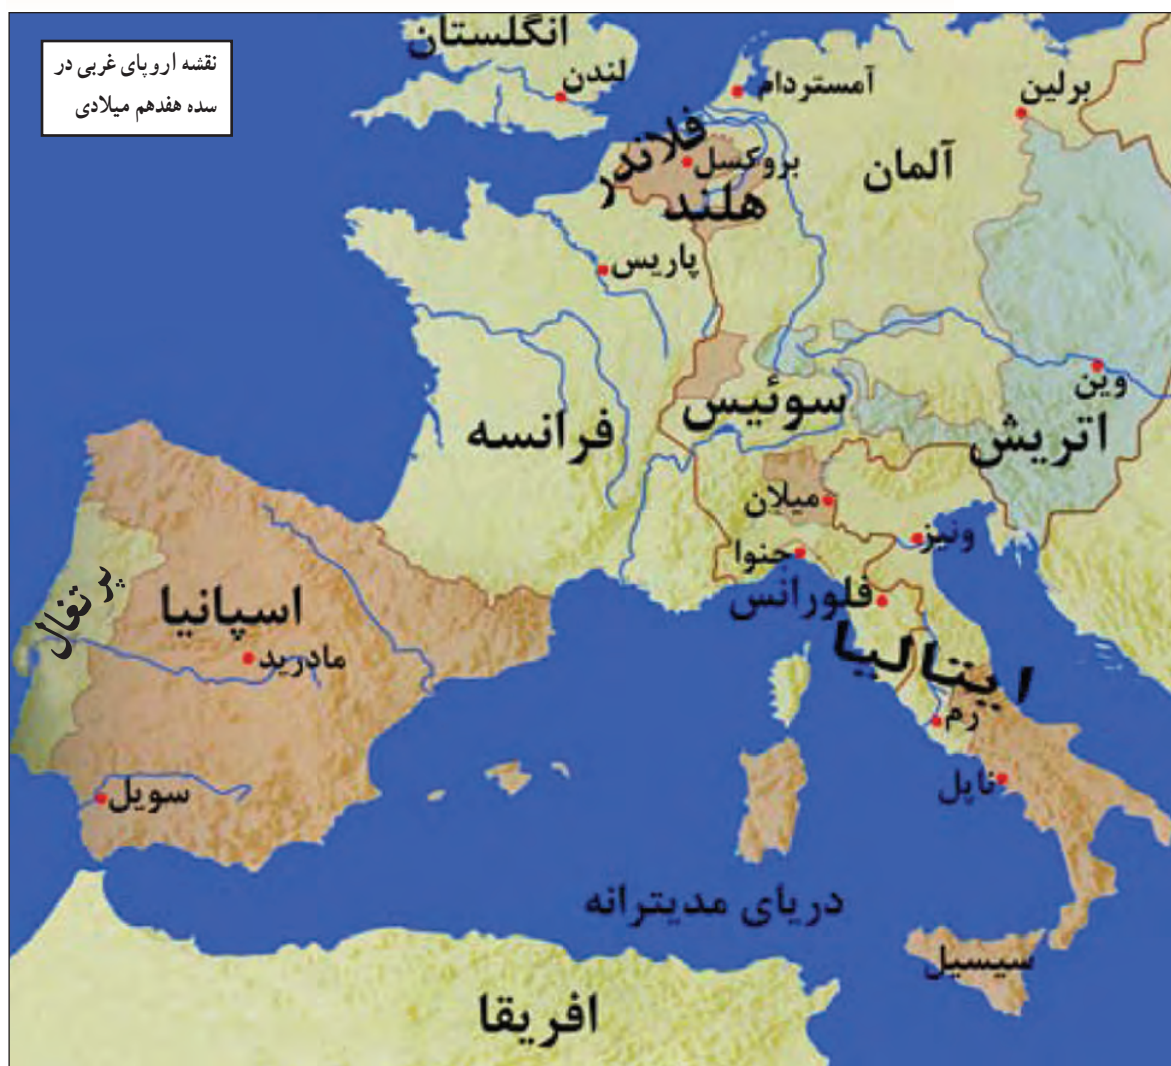 نقشه اروپای غربی در
سده هفدهم میلادی
انگلستان
لندن
آمستردام
برلین
فلاندر
بروکسل
هلند
آلمان
پاریس
وین
سوئیس
اتریش
فرانسه
میلان
ونیز
جنوا
فلورانس
ایتالیا
پرتغال
اسپانیا
مادرید
رم
ناپل
سویل
دریای مدیترانه
سیسیل
افریقا